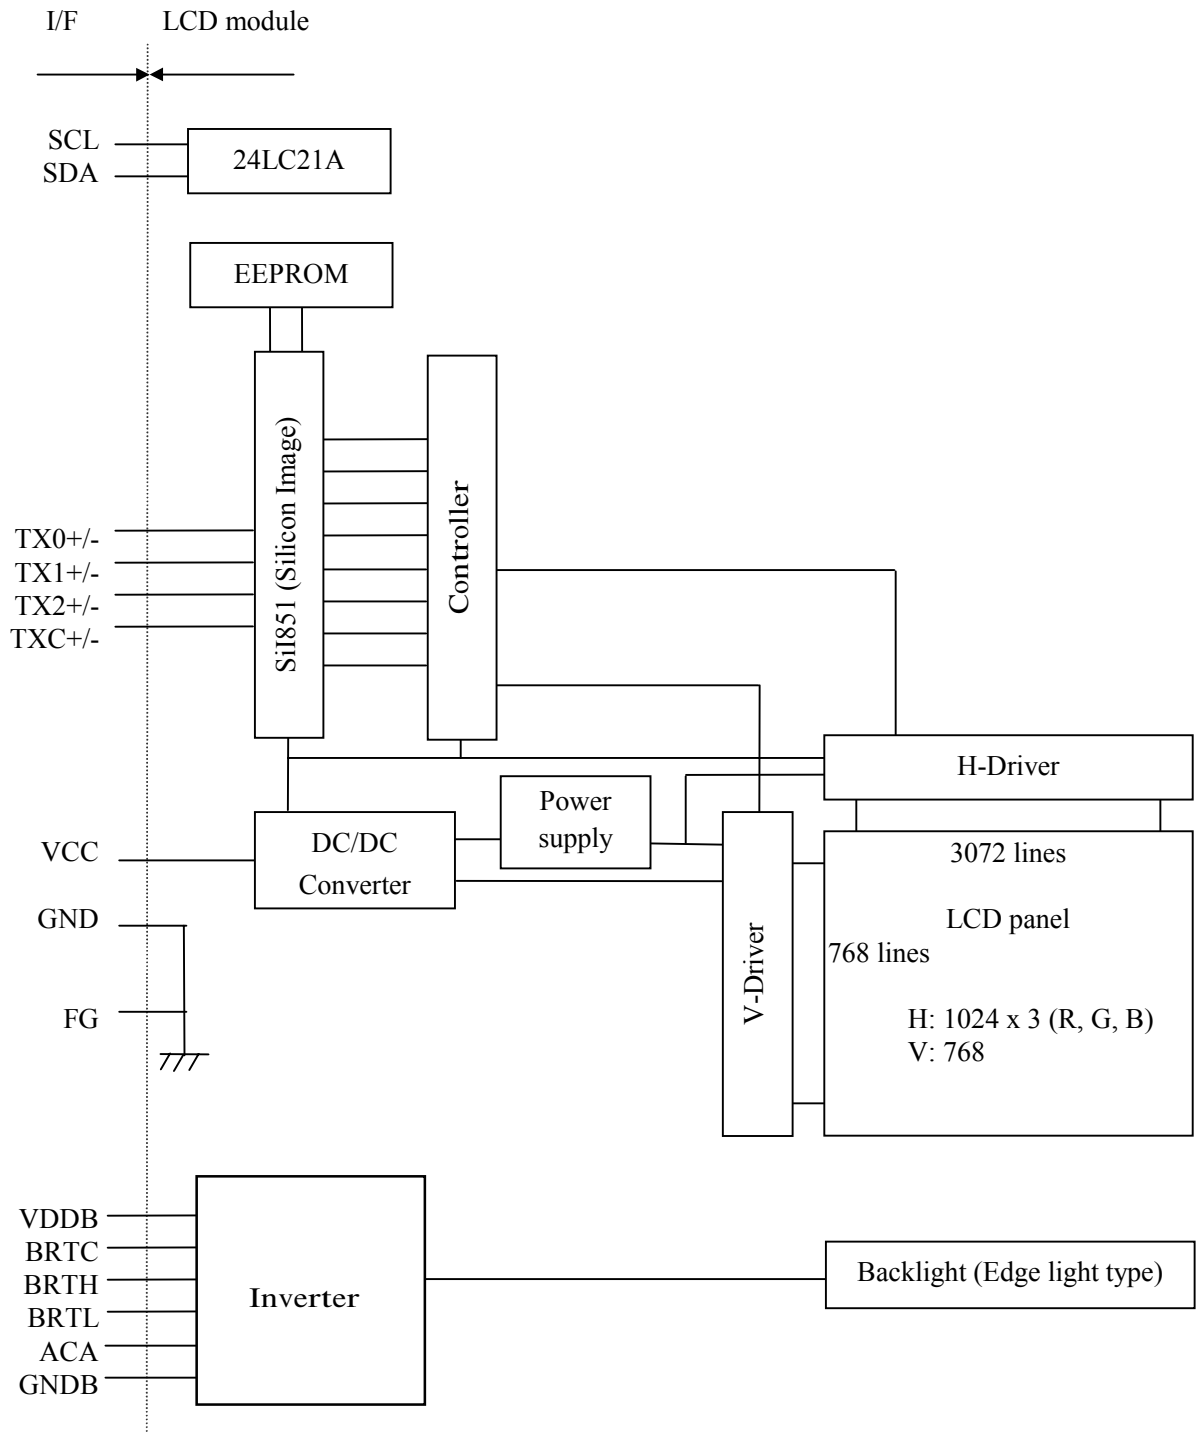 I/F
LCD module
SCL
SDA
24LC21A
EEPROM
SiI851 (Silicon Image)
Controller
TX0+/-
TX1+/-
TX2+/-
TXC+/-
H-Driver
Power
supply
DC/DC
Converter
VCC
V-Driver
3072 lines
LCD panel
768 lines
H: 1024 x 3 (R, G, B)
V: 768
GND
FG
VDDB
BRTC
BRTH
BRTL
ACA
GNDB
Inverter
Backlight (Edge light type)